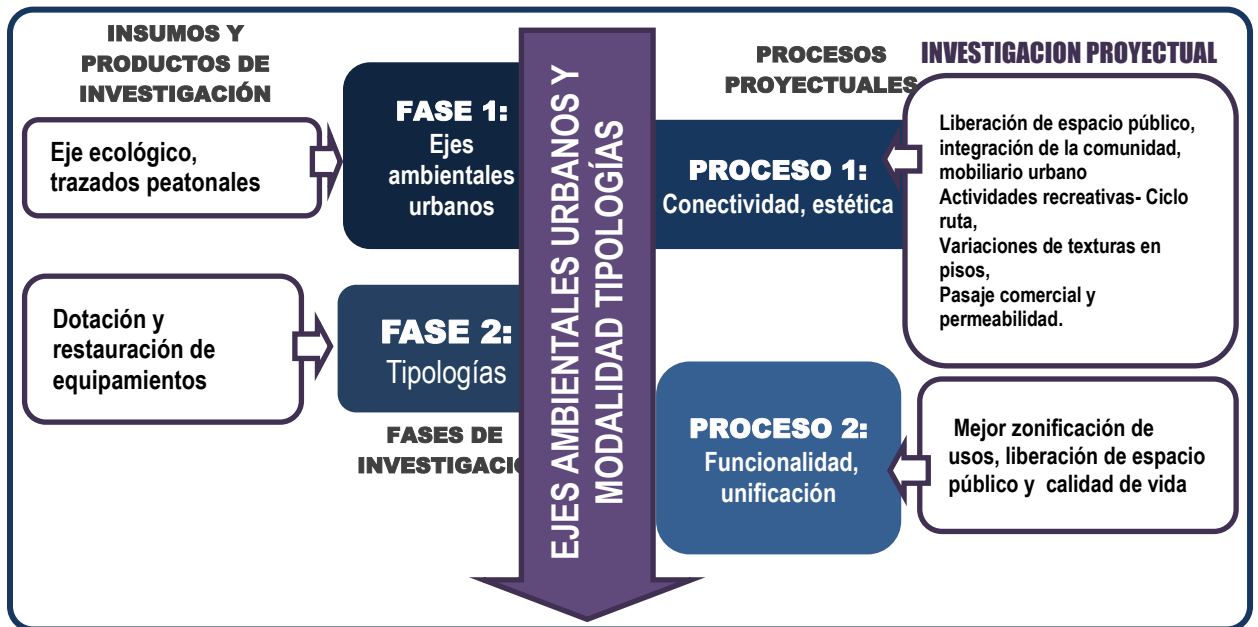 INSUMOS Y
PRODUCTOS DE
INVESTIGACIÓN
Eje ecológico,
trazados peatonales
Dotación y
restauración de
equipamientos
FASE 1:
Ejes
ambientales
urbanos
FASE 2:
Tipologías
FASES DE
INVESTIGACIÓ
EJES AMBIENTALES URBANOS Y
MODALIDAD TIPOLOGÍAS
PROCESOS
PROYECTUALES
PROCESO 1:
Conectividad, estética
PROCESO 2:
Funcionalidad,
unificación
INVESTIGACION PROYECTUAL
Liberación de espacio público,
integración de la comunidad,
mobiliario urbano
Actividades recreativas- Ciclo
ruta,
Variaciones de texturas en
pisos,
Pasaje comercial y
permeabilidad.
Mejor zonificación de
usos, liberación de espacio
público y calidad de vida